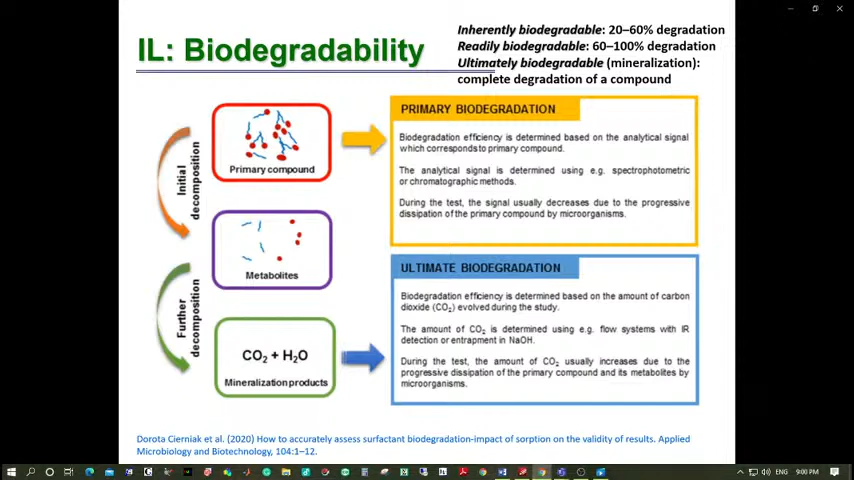 IL: Biodegradability
Inherently biodegradable: 20–60% degradation
Readily biodegradable: 60–100% degradation
Ultimately biodegradable (mineralization):
complete degradation of a compound
Initial
decomposition
Primary compound
PRIMARY BIODEGRADATION
Biodegradation efficiency is determined based on the analytical signal
which corresponds to primary compound.
The analytical signal is determined using e.g. spectrophotometric
or chromatographic methods.
During the test, the signal usually decreases due to the progressive
dissipation of the primary compound by microorganisms.
Metabolites
Further
decomposition
CO₂ + H₂O
Mineralization products
ULTIMATE BIODEGRADATION
Biodegradation efficiency is determined based on the amount of carbon
dioxide (CO₂) evolved during the study.
The amount of CO₂ is determined using e.g. flow systems with IR
detection or entrapment in NaOH.
During the test, the amount of CO₂ usually increases due to the
progressive dissipation of the primary compound and its metabolites by
microorganisms.
Dorota Cierniak et al. (2020) How to accurately assess surfactant biodegradation-impact of sorption on the validity of results. Applied
Microbiology and Biotechnology, 104:1–12.
ENG
9:00 PM